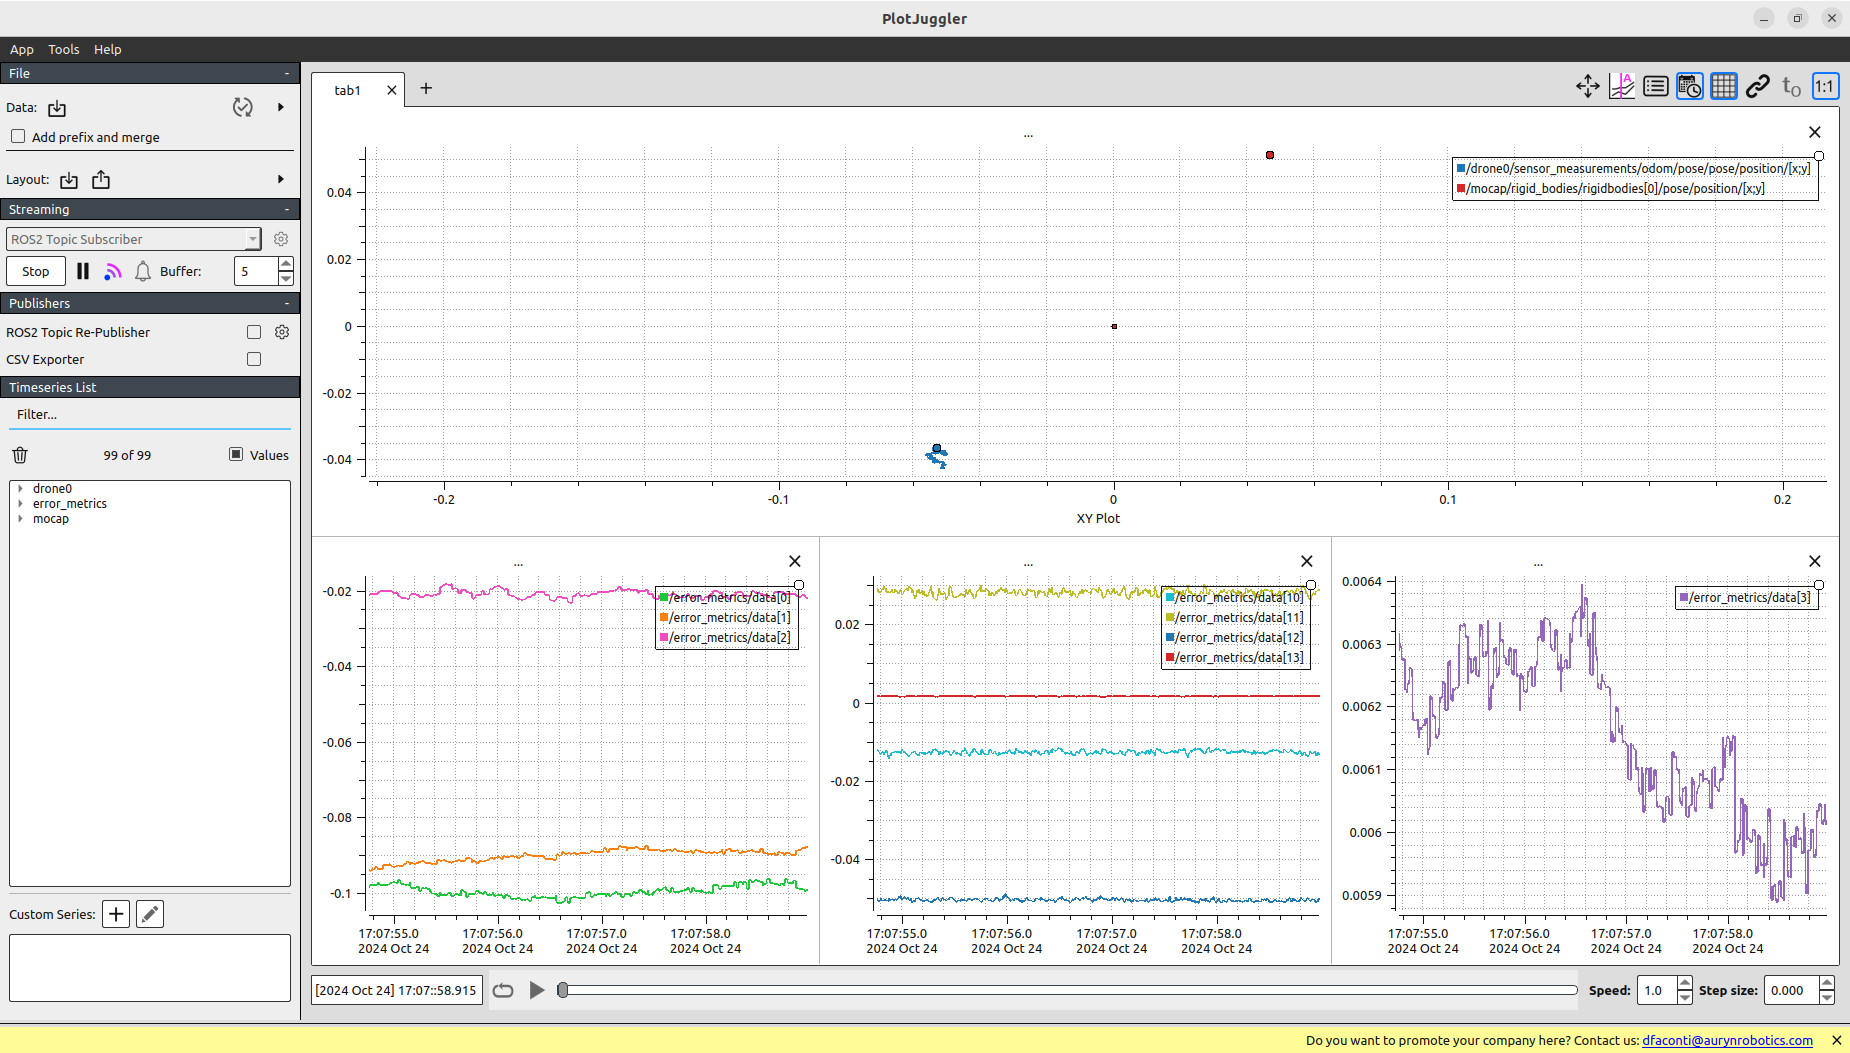 PlotJuggler
App Tools Help
File -
Data:
Add prefix and merge
Layout:
Streaming -
ROS2 Topic Subscriber
Stop Buffer: 5
Publishers -
ROS2 Topic Re-Publisher
CSV Exporter
Timeseries List
Filter...
99 of 99 Values
drone0
error_metrics
mocap
Custom Series:
tab1
A t0 1:1
...
/drone0/sensor_measurements/odom/pose/pose/position/[x;y]
/mocap/rigid_bodies/rigidbodies[0]/pose/position/[x;y]
0.04
0.02
0
-0.02
-0.04
-0.2 -0.1 0 0.1 0.2
XY Plot
...
/error_metrics/data[0]
/error_metrics/data[1]
/error_metrics/data[2]
-0.02
-0.04
-0.06
-0.08
-0.1
17:07:55.0 17:07:56.0 17:07:57.0 17:07:58.0
2024 Oct 24 2024 Oct 24 2024 Oct 24 2024 Oct 24
...
/error_metrics/data[10]
/error_metrics/data[11]
/error_metrics/data[12]
/error_metrics/data[13]
0.02
0
-0.02
-0.04
17:07:55.0 17:07:56.0 17:07:57.0 17:07:58.0
2024 Oct 24 2024 Oct 24 2024 Oct 24 2024 Oct 24
...
/error_metrics/data[3]
0.0064
0.0063
0.0062
0.0061
0.006
0.0059
17:07:55.0 17:07:56.0 17:07:57.0 17:07:58.0
2024 Oct 24 2024 Oct 24 2024 Oct 24 2024 Oct 24
[2024 Oct 24] 17:07::58.915 Speed: 1.0 Step size: 0.000
Do you want to promote your company here? Contact us: dfaconti@aurynrobotics.com